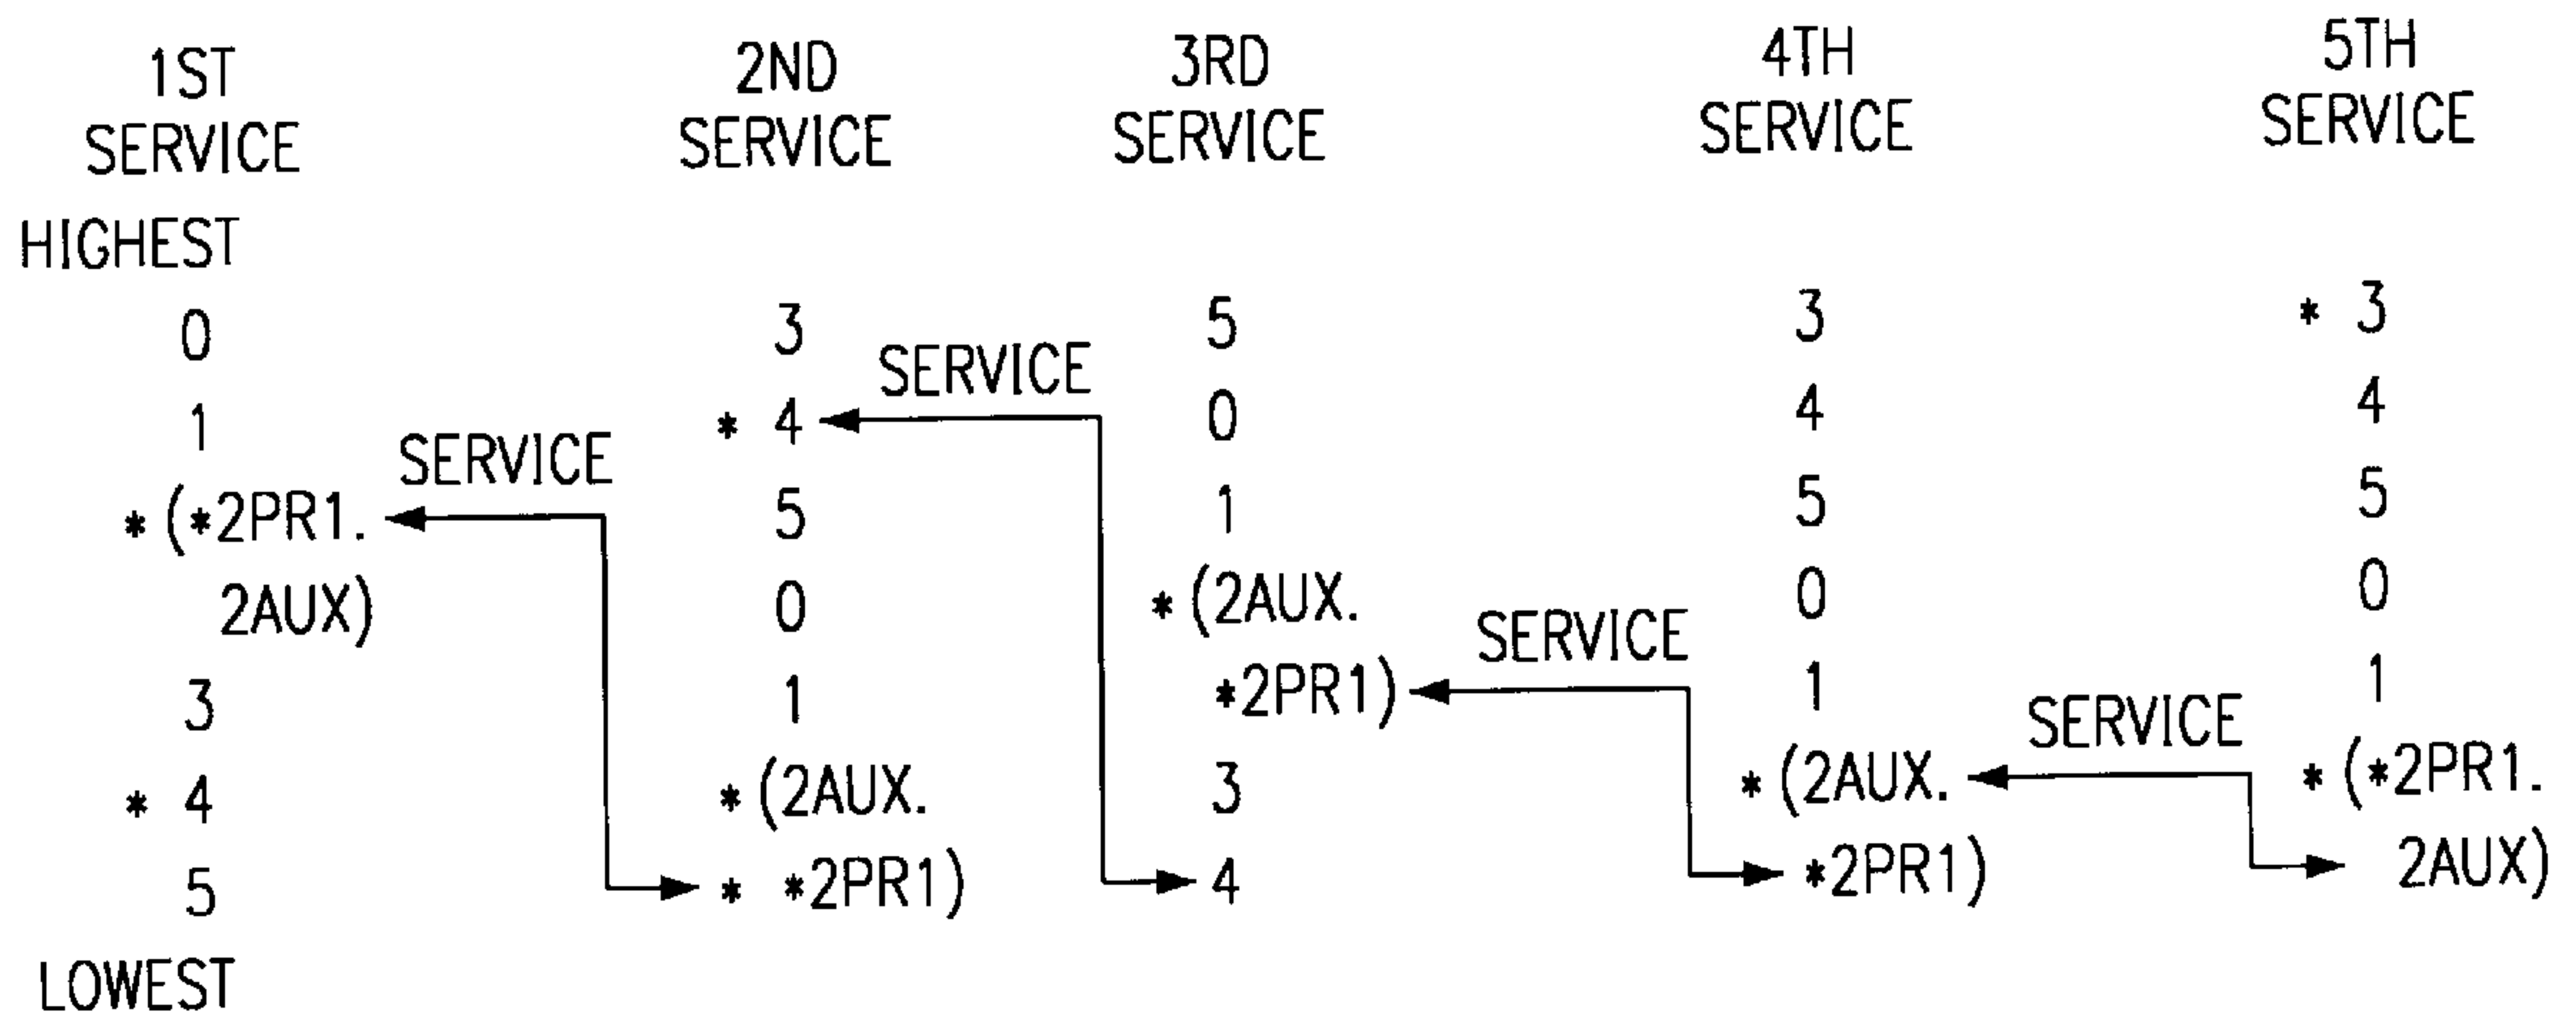 1ST
SERVICE
HIGHEST
0
1
* (*2PR1.
2AUX)
3
* 4
5
LOWEST
SERVICE
2ND
SERVICE
3
* 4
5
0
1
* (2AUX.
* *2PR1)
SERVICE
3RD
SERVICE
5
0
1
* (2AUX.
*2PR1)
3
4
SERVICE
4TH
SERVICE
3
4
5
0
1
* (2AUX.
*2PR1)
SERVICE
5TH
SERVICE
* 3
4
5
0
1
* (*2PR1.
2AUX)